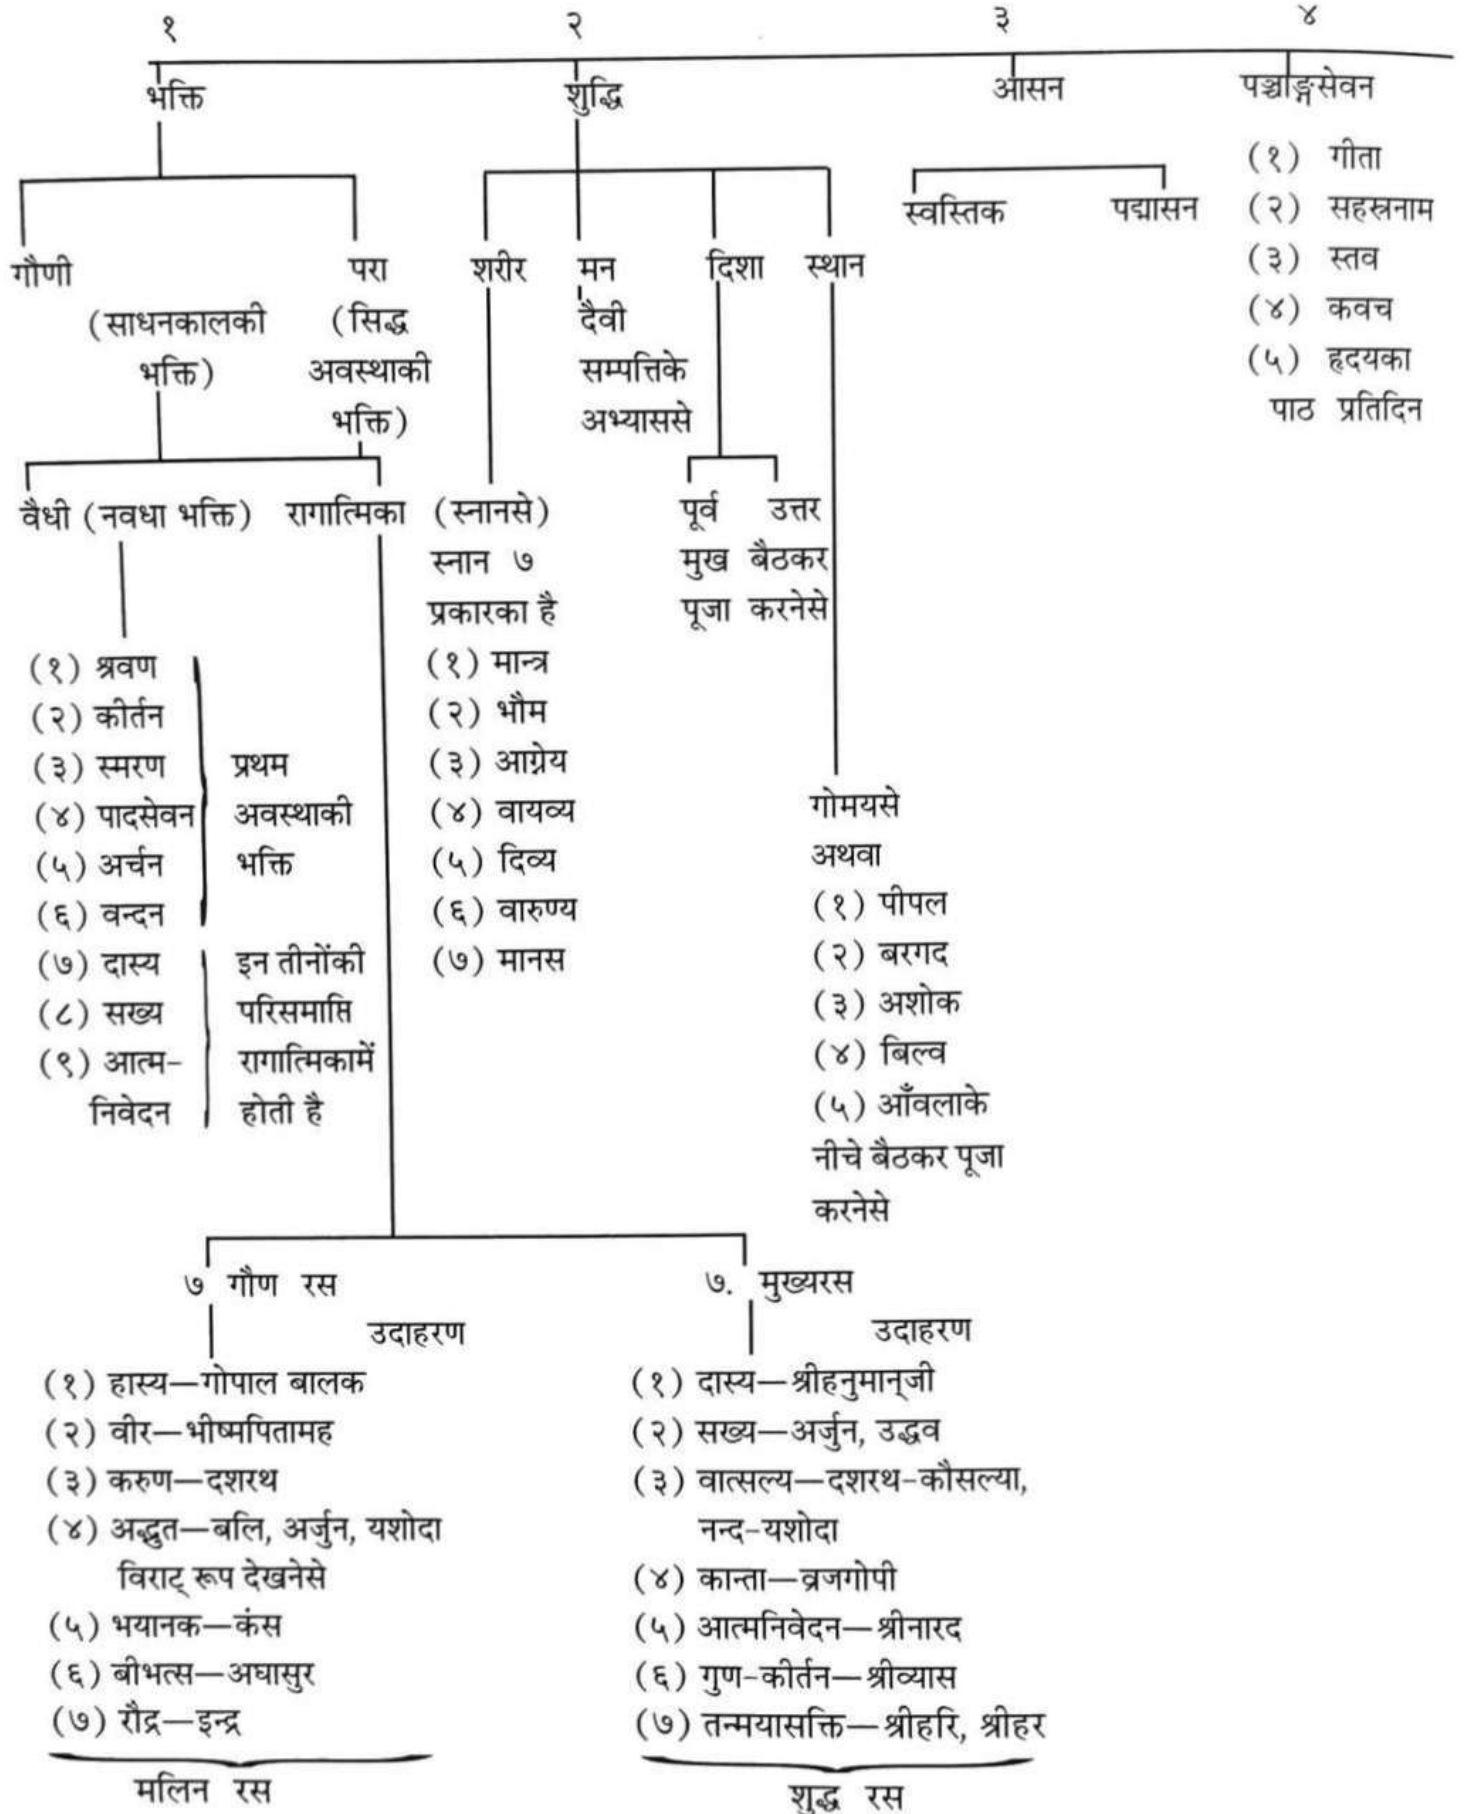 १ २ ३ ४
भक्ति शुद्धि आसन पञ्चाङ्गसेवन
गौणी परा
(साधनकालकी (सिद्ध
भक्ति) अवस्थाकी
भक्ति)
वैधी (नवधा भक्ति) रागात्मिका
(१) श्रवण
(२) कीर्तन
(३) स्मरण प्रथम
(४) पादसेवन अवस्थाकी
(५) अर्चन भक्ति
(६) वन्दन
(७) दास्य इन तीनोंकी
(८) सख्य परिसमाप्ति
(९) आत्म- रागात्मिकामें
निवेदन होती है
शरीर मन दिशा स्थान
दैवी
सम्पत्तिके
अभ्याससे
(स्नानसे)
स्नान ७
प्रकारका है
(१) मान्त्र
(२) भौम
(३) आग्नेय
(४) वायव्य
(५) दिव्य
(६) वारुण्य
(७) मानस
पूर्व उत्तर
मुख बैठकर
पूजा करनेसे
गोमयसे
अथवा
(१) पीपल
(२) बरगद
(३) अशोक
(४) बिल्व
(५) आँवलाके
नीचे बैठकर पूजा
करनेसे
स्वस्तिक पद्मासन
(१) गीता
(२) सहस्रनाम
(३) स्तव
(४) कवच
(५) हृदयका
पाठ प्रतिदिन
७ गौण रस
उदाहरण
(१) हास्य—गोपाल बालक
(२) वीर—भीष्मपितामह
(३) करुण—दशरथ
(४) अद्भुत—बलि, अर्जुन, यशोदा
विराट् रूप देखनेसे
(५) भयानक—कंस
(६) बीभत्स—अघासुर
(७) रौद्र—इन्द्र
मलिन रस
७. मुख्यरस
उदाहरण
(१) दास्य—श्रीहनुमान्‌जी
(२) सख्य—अर्जुन, उद्धव
(३) वात्सल्य—दशरथ-कौसल्या,
नन्द-यशोदा
(४) कान्ता—व्रजगोपी
(५) आत्मनिवेदन—श्रीनारद
(६) गुण-कीर्तन—श्रीव्यास
(७) तन्मयासक्ति—श्रीहरि, श्रीहर
शुद्ध रस